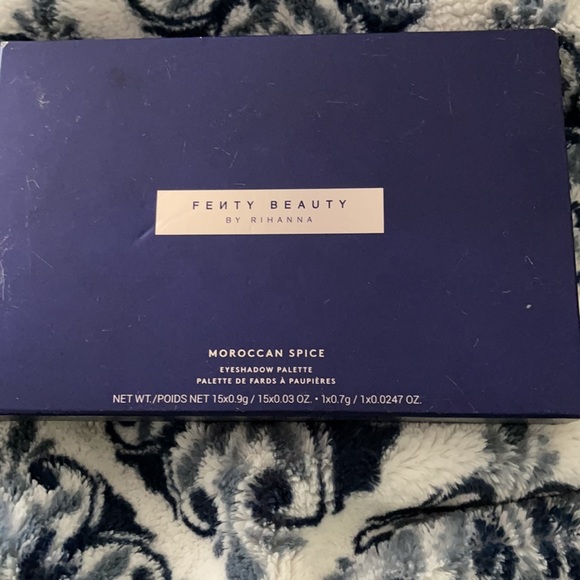 FEИTY BEAUTY
BY RIHANNA
MOROCCAN SPICE
EYESHADOW PALETTE
PALETTE DE FARDS À PAUPIÈRES
NET WT./POIDS NET 15x0.9g / 15x0.03 OZ. • 1x0.7g / 1x0.0247 OZ.